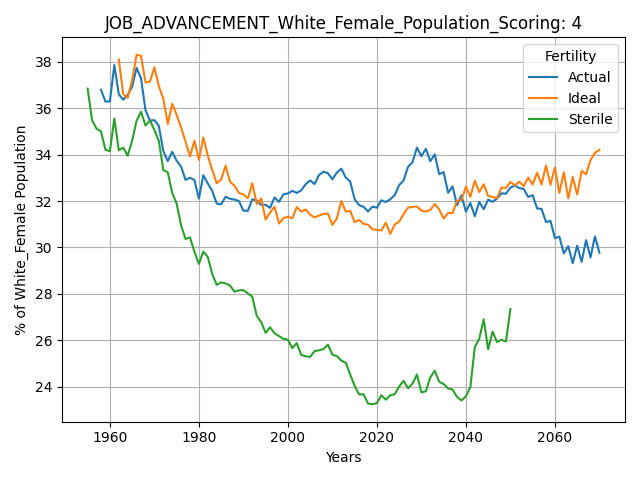 JOB_ADVANCEMENT_White_Female_Population_Scoring: 4
Fertility
Actual
Ideal
Sterile
% of White_Female Population
38
36
34
32
30
28
26
24
1960
1980
2000
2020
2040
2060
Years